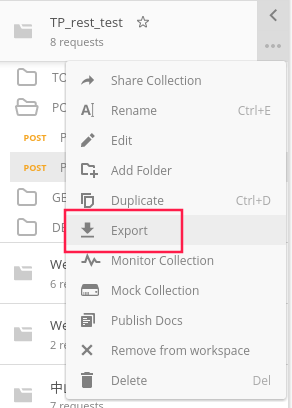 TP_rest_test
8 requests
TO
Share Collection
PO
Rename Ctrl+E
POST
Edit
POST
Add Folder
GE
Duplicate Ctrl+D
DE
Export
Monitor Collection
We
6 re
Mock Collection
We
Publish Docs
2 re
Remove from workspace
Delete Del
7 requests